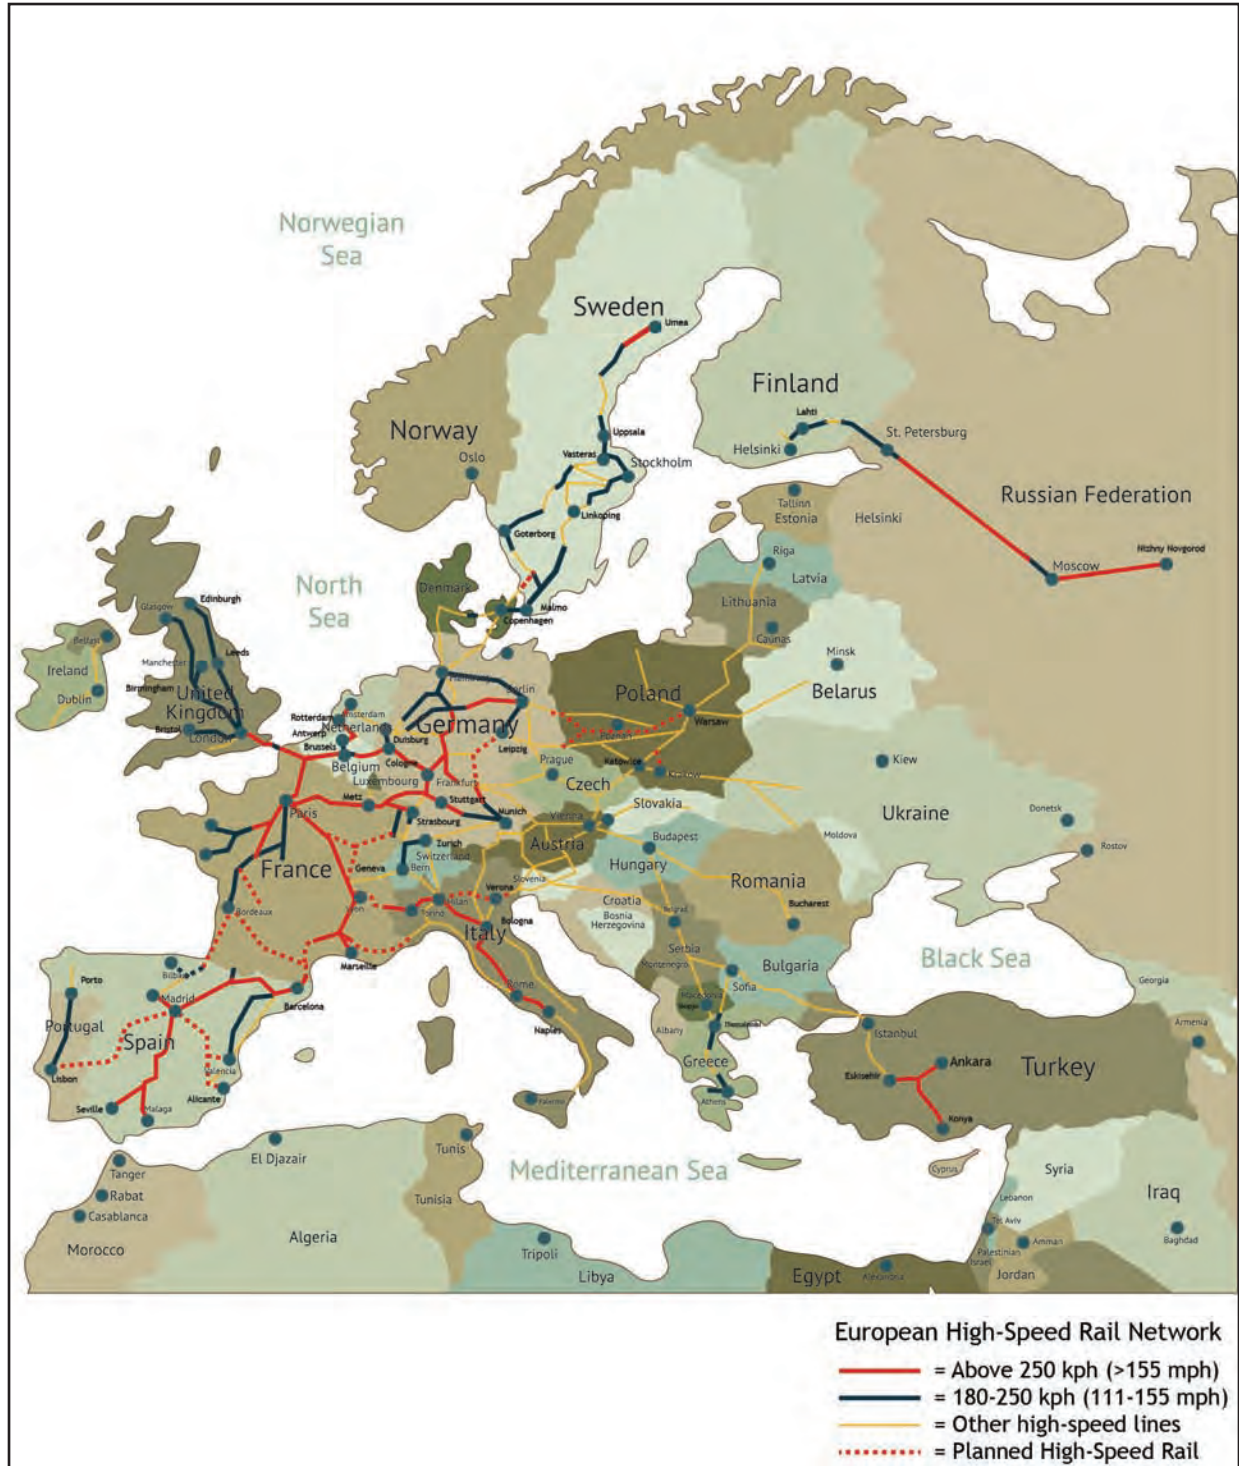 Norwegian
Sea
Sweden
Umea
Finland
Lahti
Norway
Uppsala
St. Petersburg
Helsinki
Vasteras
Oslo
Stockholm
Russian Federation
Tallinn
Estonia
Helsinki
Linkoping
Goterborg
Riga
Latvia
Nizhny Novgorod
Moscow
North
Sea
Denmark
Lithuania
Edinburgh
Glasgow
Malmo
Copenhagen
Belfast
Caunas
Ireland
Manchester
Leeds
Minsk
Dublin
Birmingham
United
Kingdom
Hamburg
Berlin
Poland
Belarus
Rotterdam
Amsterdam
Netherlands
Germany
Warsaw
Bristol
London
Antwerp
Brussels
Duisburg
Poznan
Leipzig
Belgium
Cologne
Prague
Katowice
Krakow
Kiew
Luxembourg
Frankfurt
Czech
Metz
Stuttgart
Munich
Slovakia
Ukraine
Donetsk
Paris
Strasbourg
Vienna
Austria
Budapest
Moldova
Rostov
Zurich
Switzerland
Hungary
France
Geneva
Bern
Slovenia
Romania
Verona
Croatia
Bucharest
Bordeaux
Lyon
Torino
Milan
Bologna
Belgrad
Bosnia
Herzegovina
Italy
Serbia
Black Sea
Marseille
Montenegro
Bulgaria
Bilbao
Sofia
Georgia
Porto
Madrid
Barcelona
Rome
Macedonia
Portugal
Naples
Albany
Istanbul
Armenia
Spain
Greece
Ankara
Turkey
Lisbon
Valencia
Eskisehir
Alicante
Athens
Seville
Malaga
Palermo
Konya
Tunis
El Djazair
Mediterranean Sea
Tanger
Cyprus
Syria
Rabat
Tunisia
Lebanon
Iraq
Casablanca
Tel Aviv
Algeria
Amman
Baghdad
Morocco
Tripoli
Palestinian
Israel
Libya
Egypt
Alexandria
Jordan
European High-Speed Rail Network
= Above 250 kph (>155 mph)
= 180-250 kph (111-155 mph)
= Other high-speed lines
= Planned High-Speed Rail